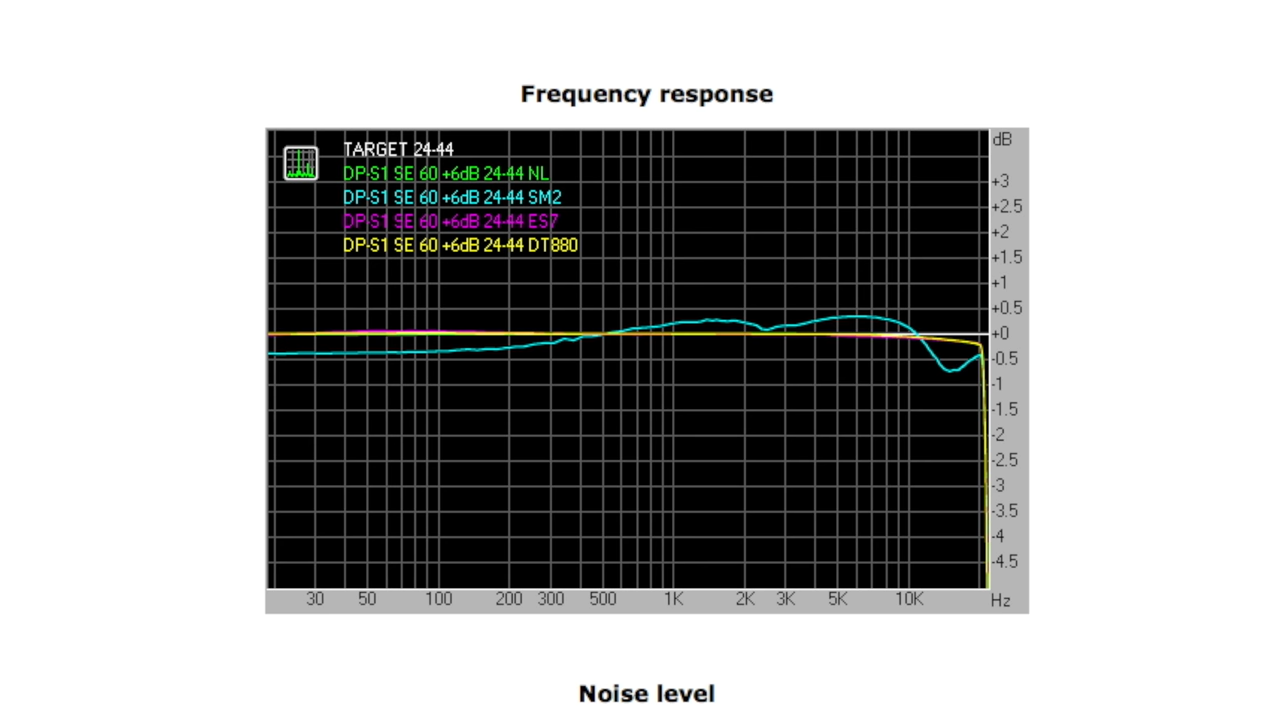 Frequency response
dB
TARGET 24-44
DP-S1 SE 60 +6dB 24-44 NL
DP-S1 SE 60 +6dB 24-44 SM2
DP-S1 SE 60 +6dB 24-44 ES7
DP-S1 SE 60 +6dB 24-44 DT880
+3
+2.5
+2
+1.5
+1
+0.5
+0
-0.5
-1
-1.5
-2
-2.5
-3
-3.5
-4
-4.5
30 50 100 200 300 500 1K 2K 3K 5K 10K Hz
Noise level